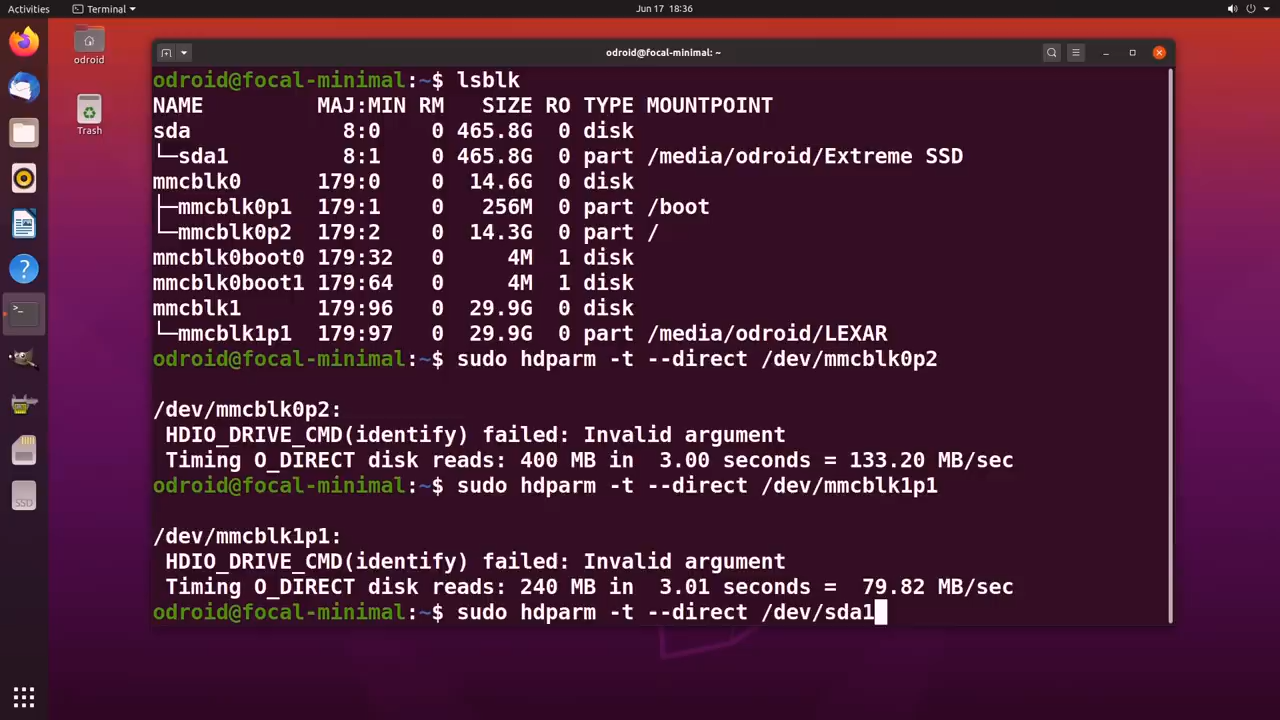 Activities
Terminal
Jun 17 18:36
odroid
Trash
SSD
odroid@focal-minimal: ~
odroid@focal-minimal:~$ lsblk
NAME         MAJ:MIN RM   SIZE RO TYPE MOUNTPOINT
sda            8:0    0 465.8G  0 disk
└─sda1         8:1    0 465.8G  0 part /media/odroid/Extreme SSD
mmcblk0      179:0    0  14.6G  0 disk
├─mmcblk0p1  179:1    0   256M  0 part /boot
└─mmcblk0p2  179:2    0  14.3G  0 part /
mmcblk0boot0 179:32   0     4M  1 disk
mmcblk0boot1 179:64   0     4M  1 disk
mmcblk1      179:96   0  29.9G  0 disk
└─mmcblk1p1  179:97   0  29.9G  0 part /media/odroid/LEXAR
odroid@focal-minimal:~$ sudo hdparm -t --direct /dev/mmcblk0p2
/dev/mmcblk0p2:
HDIO_DRIVE_CMD(identify) failed: Invalid argument
Timing O_DIRECT disk reads: 400 MB in  3.00 seconds = 133.20 MB/sec
odroid@focal-minimal:~$ sudo hdparm -t --direct /dev/mmcblk1p1
/dev/mmcblk1p1:
HDIO_DRIVE_CMD(identify) failed: Invalid argument
Timing O_DIRECT disk reads: 240 MB in  3.01 seconds =  79.82 MB/sec
odroid@focal-minimal:~$ sudo hdparm -t --direct /dev/sda1